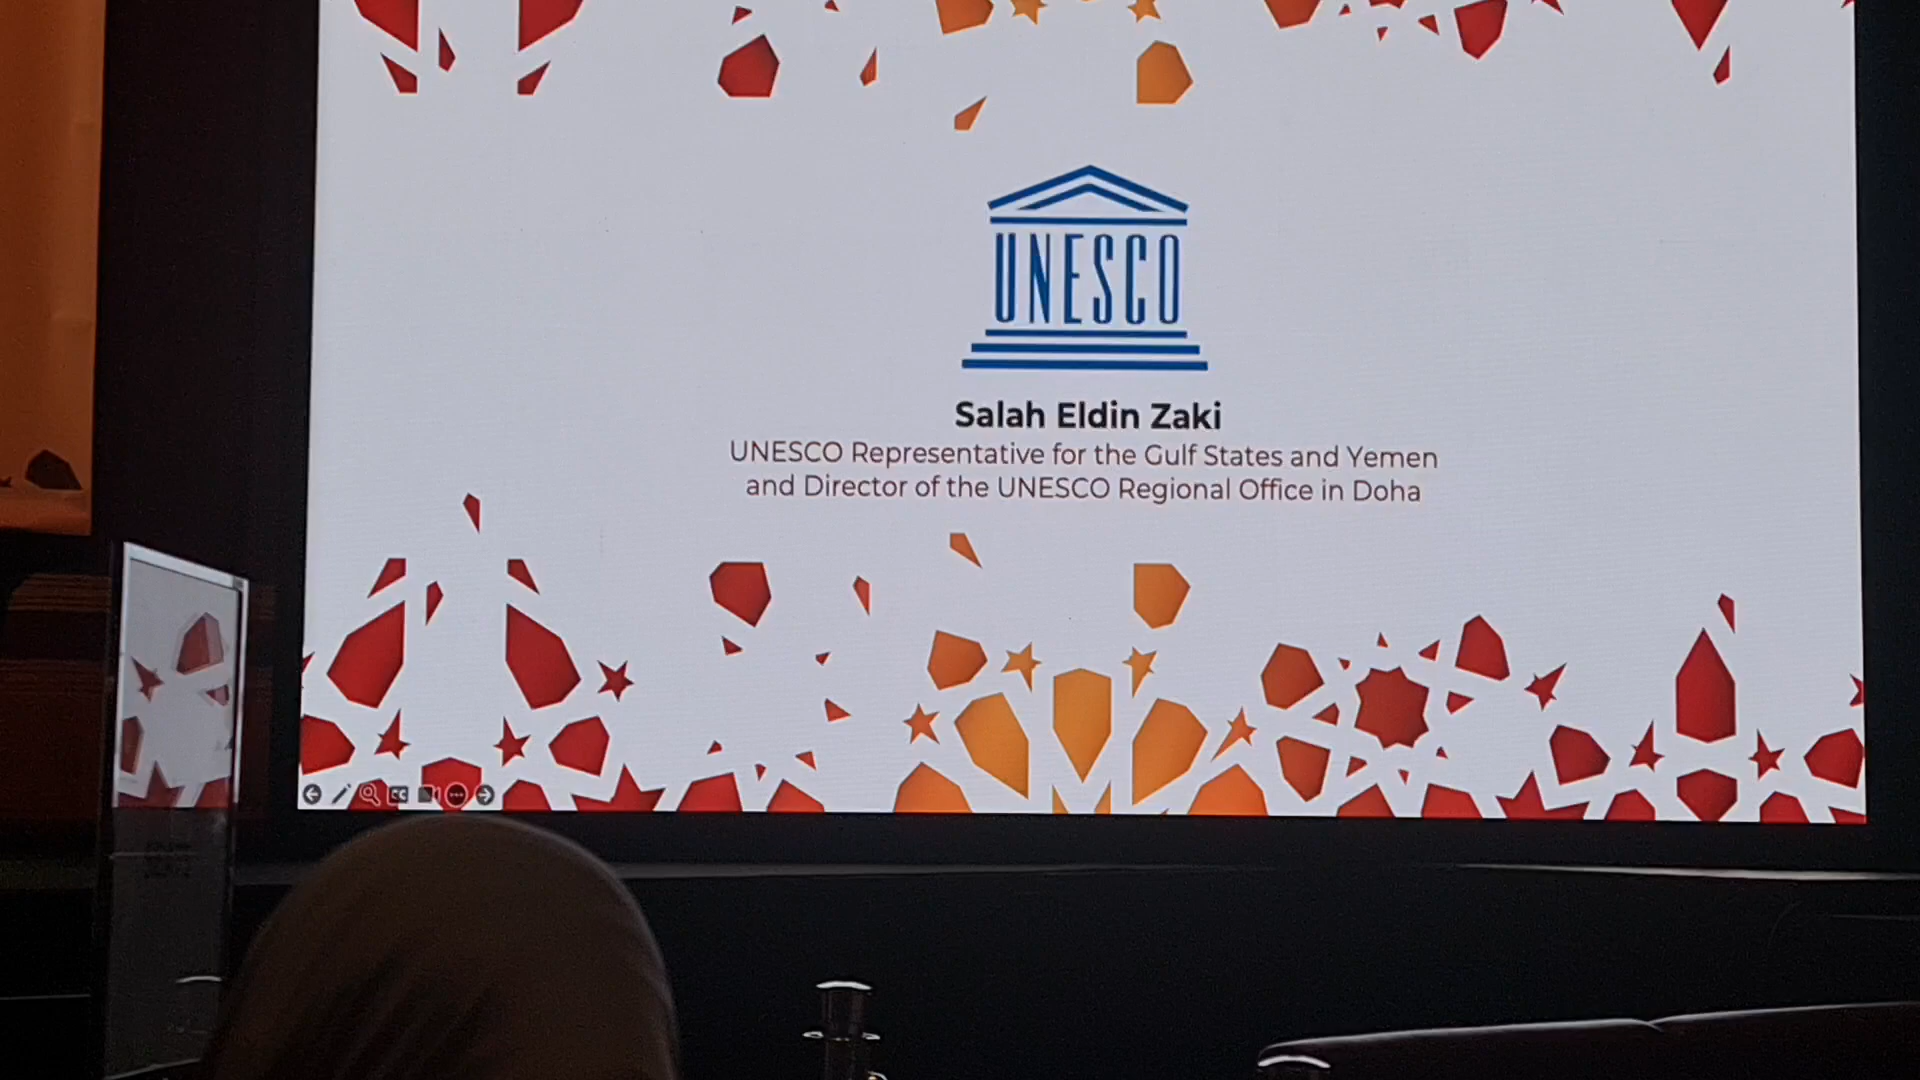 UNESCO
Salah Eldin Zaki
UNESCO Representative for the Gulf States and Yemen
and Director of the UNESCO Regional Office in Doha
CC